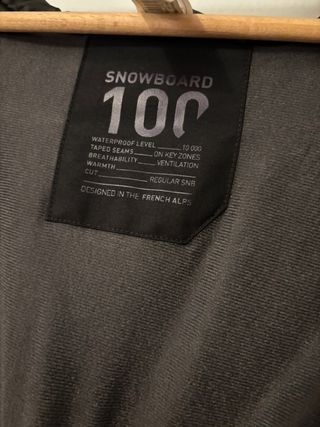 SNOWBOARD
100
WATERPROOF LEVEL 10 000
TAPED SEAMS ON KEY ZONES
BREATHABILITY VENTILATION
WARMTH
CUT REGULAR SNB
DESIGNED IN THE FRENCH ALPS